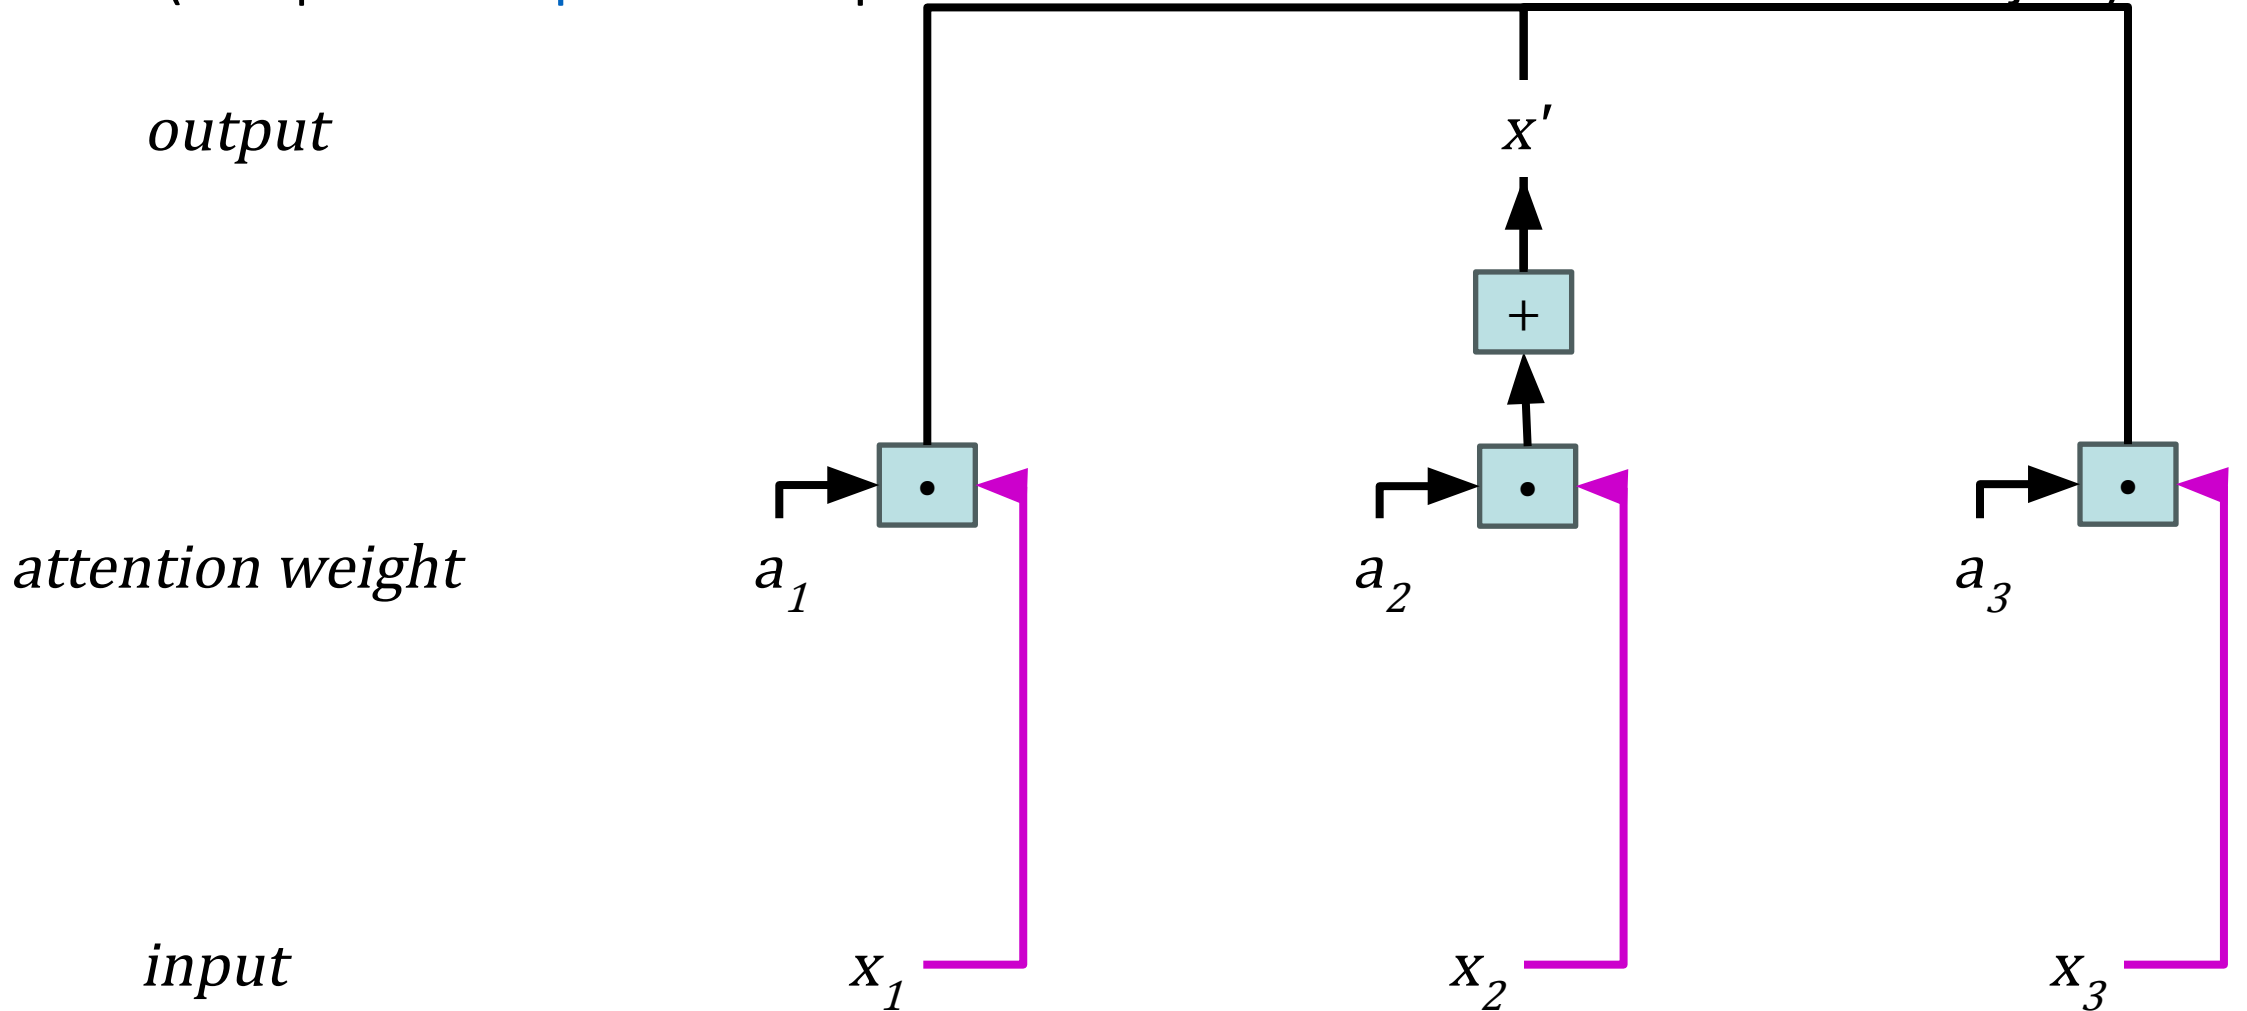 output x'
+
• • •
attention weight a1 a2 a3
input x1 x2 x3